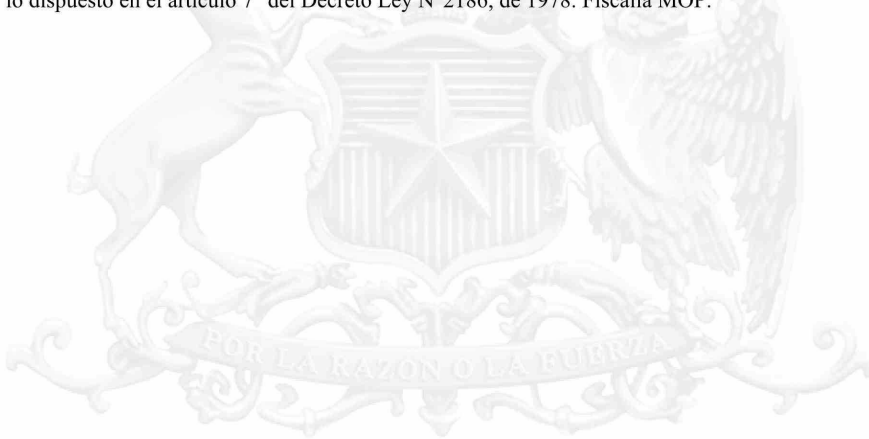 lo dispuesto en el artículo 7° del Decreto Ley N°2186, de 1978. Fiscalía MOP.
POR LA RAZÓN O LA FUERZA